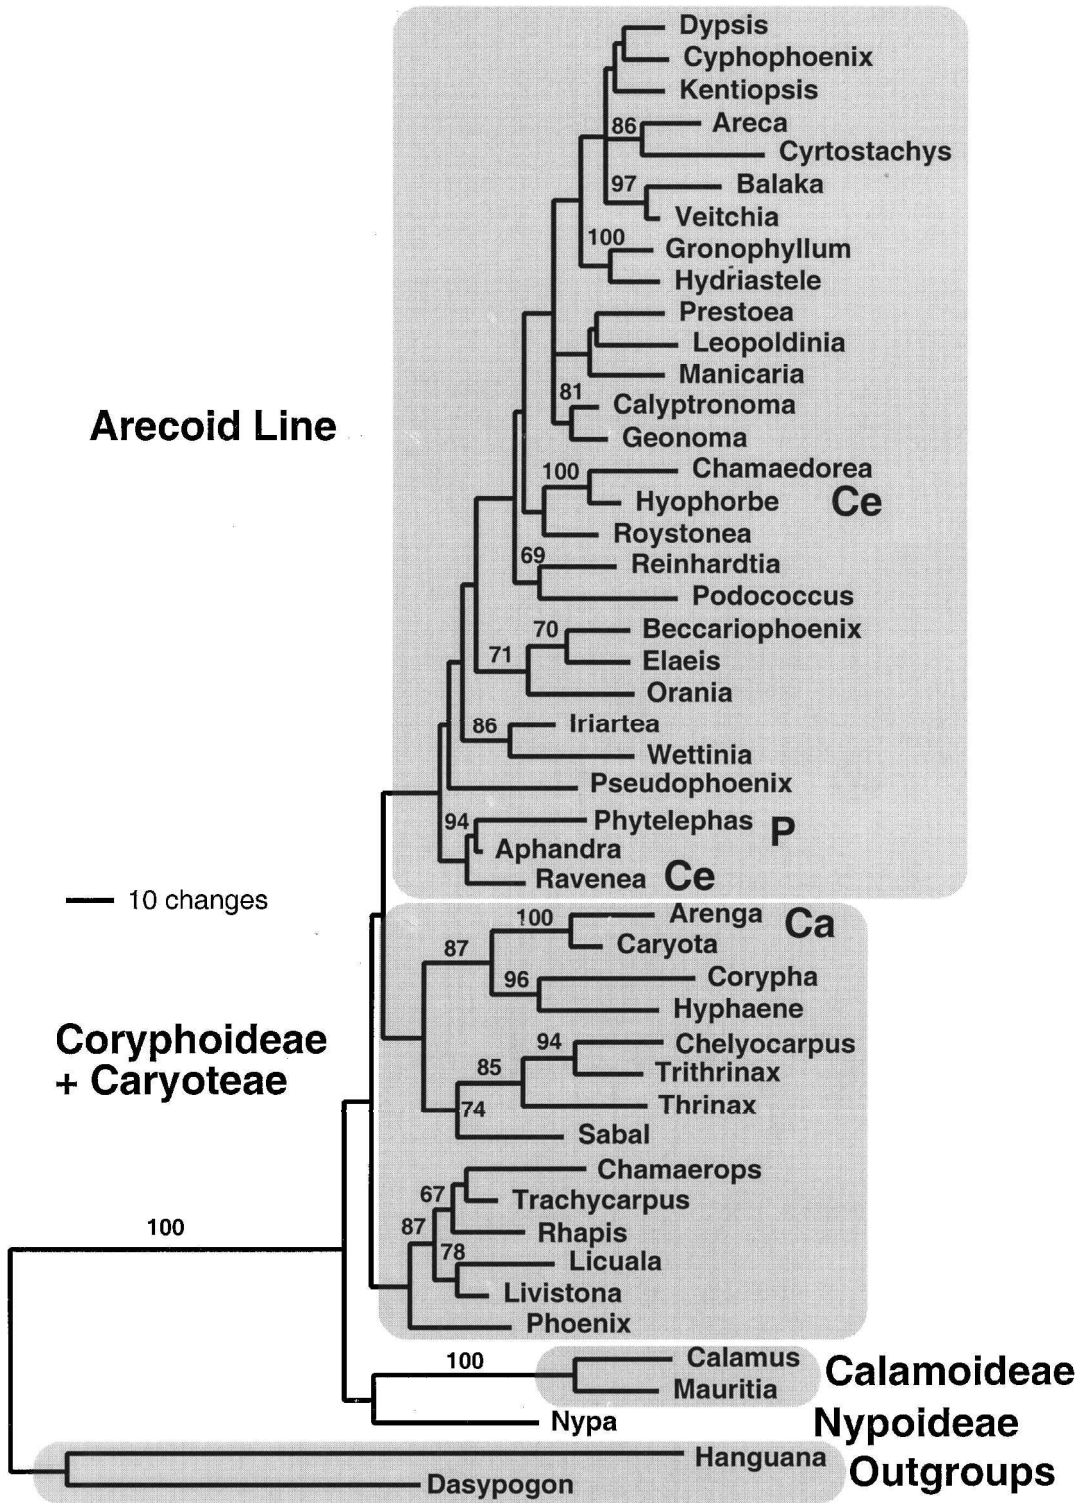 Dypsis
Cyphophoenix
Kentiopsis
86 Areca
Cyrtostachys
97 Balaka
Veitchia
100
Gronophyllum
Hydriastele
Prestoea
Leopoldinia
Manicaria
81
Calyptronoma
Arecoid Line
Geonoma
100 Chamaedorea
Hyophorbe Ce
Roystonea
69
Reinhardtia
Podococcus
70 Beccariophoenix
71 Elaeis
Orania
86 Iriartea
Wettinia
Pseudophoenix
94 Phytelephas P
Aphandra
Ravenea Ce
10 changes
100 Arenga Ca
Caryota
87
96 Corypha
Hyphaene
Coryphoideae
+ Caryoteae
94 Chelyocarpus
85 Trithrinax
74 Thrinax
Sabal
Chamaerops
67 Trachycarpus
87 Rhapis
100
78 Licuala
Livistona
Phoenix
100 Calamus Calamoideae
Mauritia
Nypa Nypoideae
Hanguana Outgroups
Dasypogon